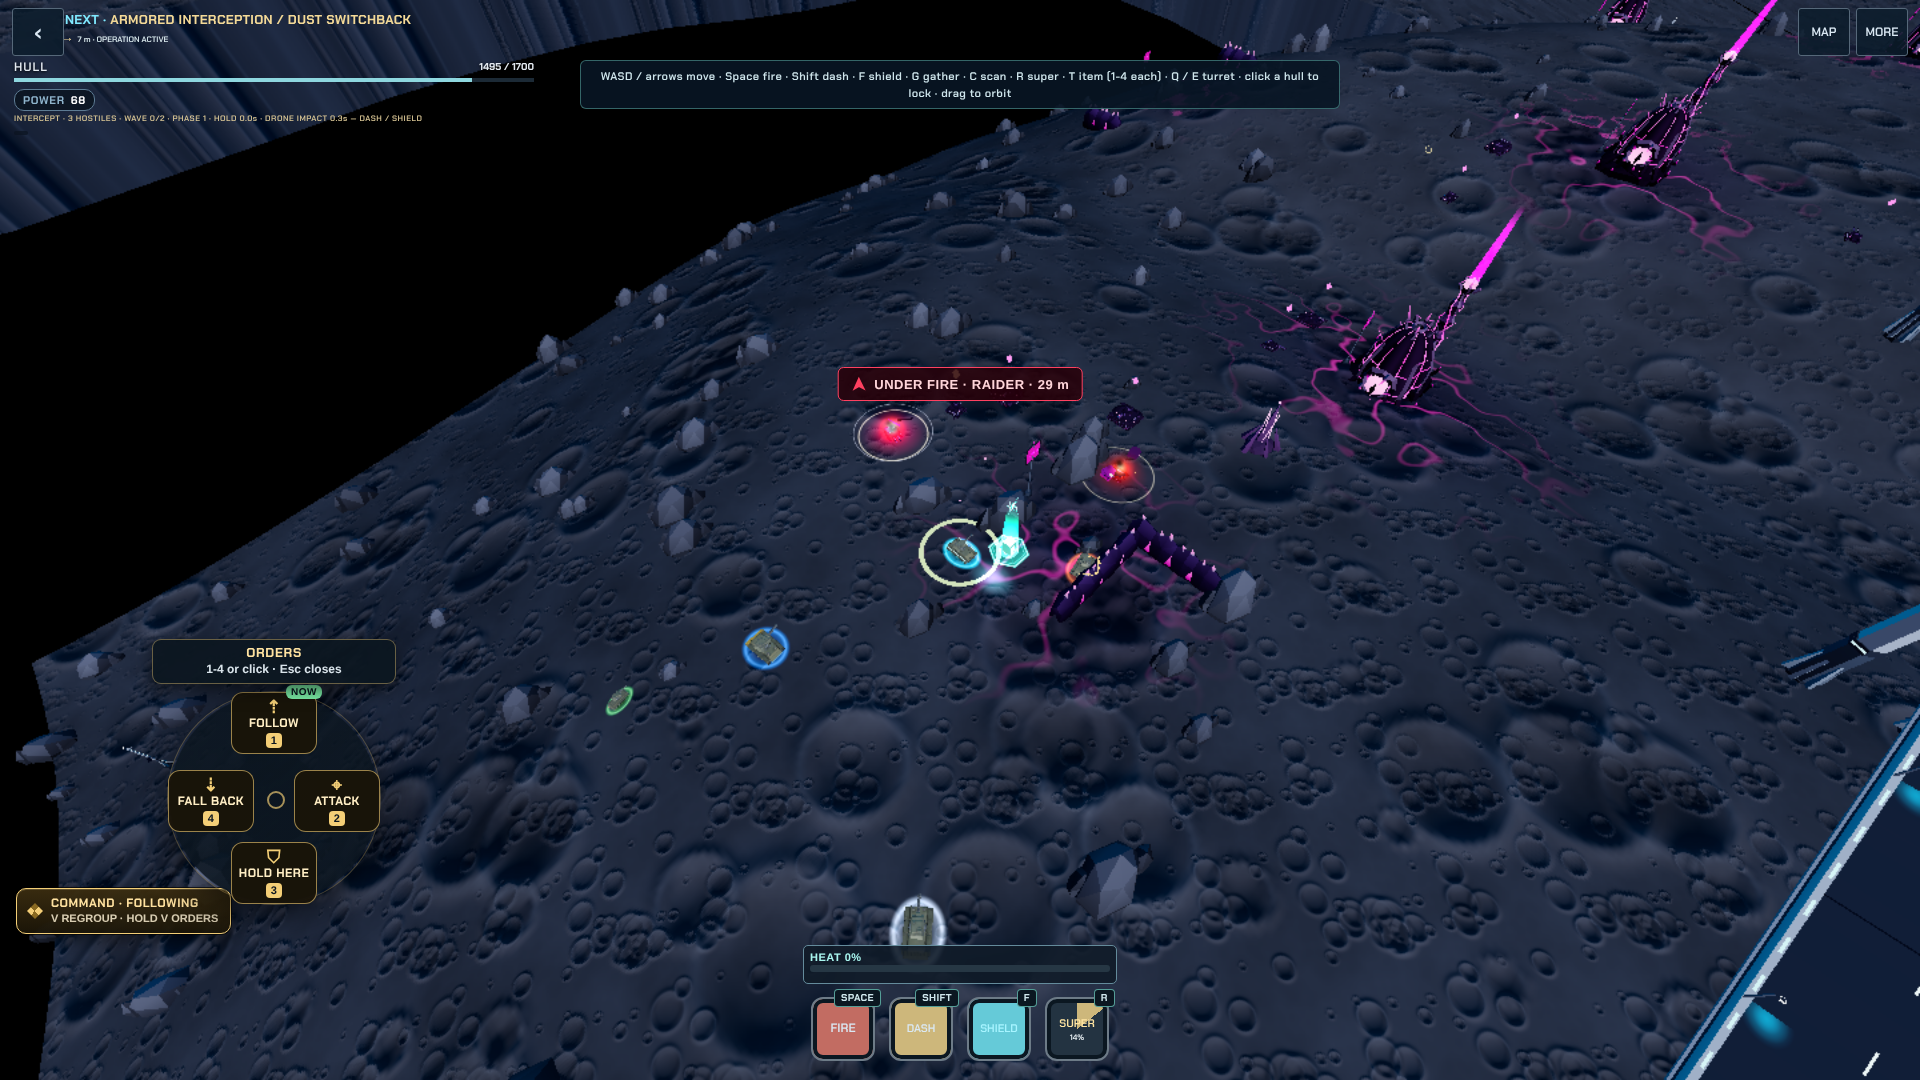 ‹
NEXT · ARMORED INTERCEPTION / DUST SWITCHBACK
→ 7 m · OPERATION ACTIVE
HULL
1495 / 1700
POWER 68
INTERCEPT · 3 HOSTILES · WAVE 0/2 · PHASE 1 · HOLD 0.0s · DRONE IMPACT 0.3s — DASH / SHIELD
WASD / arrows move · Space fire · Shift dash · F shield · G gather · C scan · R super · T item (1-4 each) · Q / E turret · click a hull to
lock · drag to orbit
MAP
MORE
UNDER FIRE · RAIDER · 29 m
ORDERS
1-4 or click · Esc closes
NOW
FOLLOW
1
FALL BACK
4
ATTACK
2
HOLD HERE
3
COMMAND · FOLLOWING
V REGROUP · HOLD V ORDERS
HEAT 0%
SPACE
FIRE
SHIFT
DASH
F
SHIELD
R
SUPER
14%